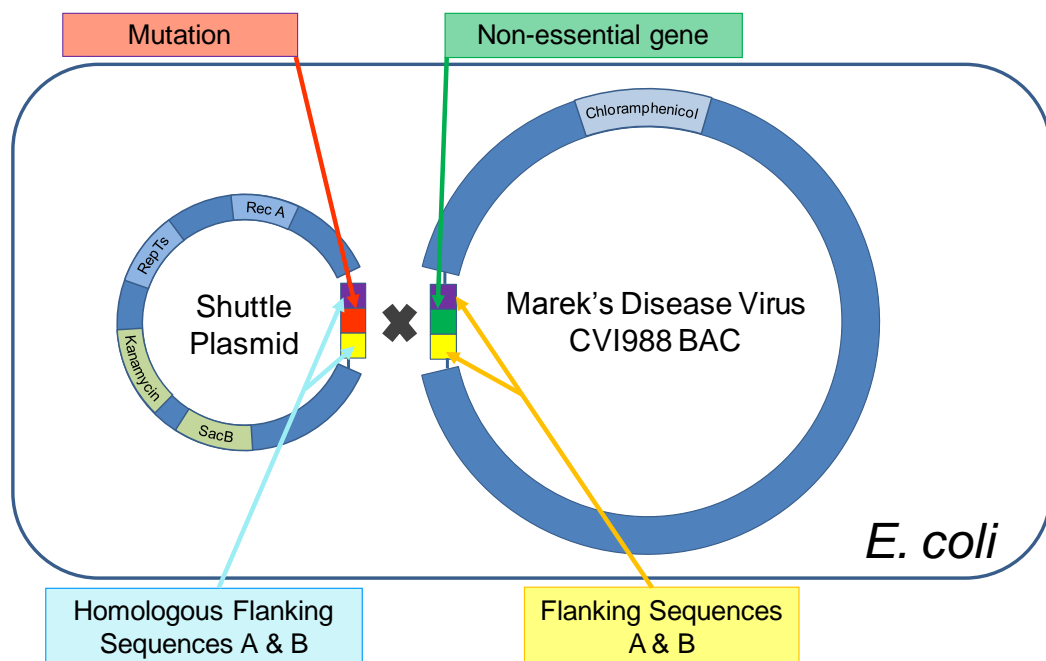 Mutation
Non-essential gene
Chloramphenicol
Rec A
RepTs
Shuttle
Plasmid
Kanamycin
SacB
Marek's Disease Virus
CVI988 BAC
E. coli
Homologous Flanking
Sequences A & B
Flanking Sequences
A & B